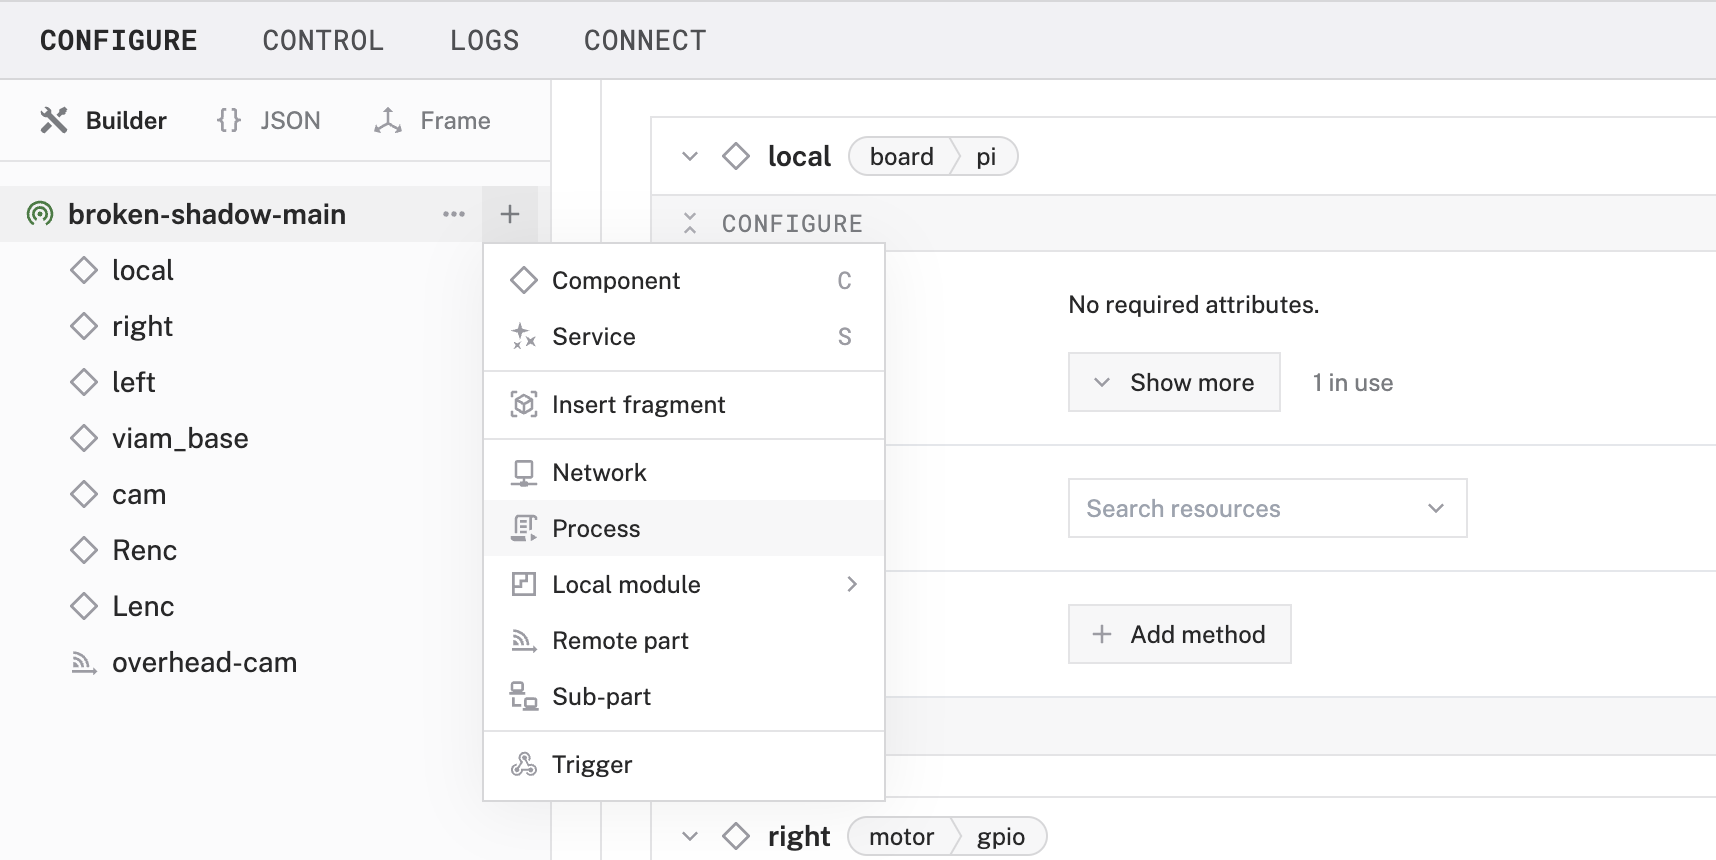 CONFIGURE CONTROL LOGS CONNECT
Builder {} JSON Frame
broken-shadow-main ... +
local
right
left
viam_base
cam
Renc
Lenc
overhead-cam
Component C
Service S
Insert fragment
Network
Process
Local module
Remote part
Sub-part
Trigger
local board pi
CONFIGURE
No required attributes.
Show more 1 in use
Search resources
+ Add method
right motor gpio